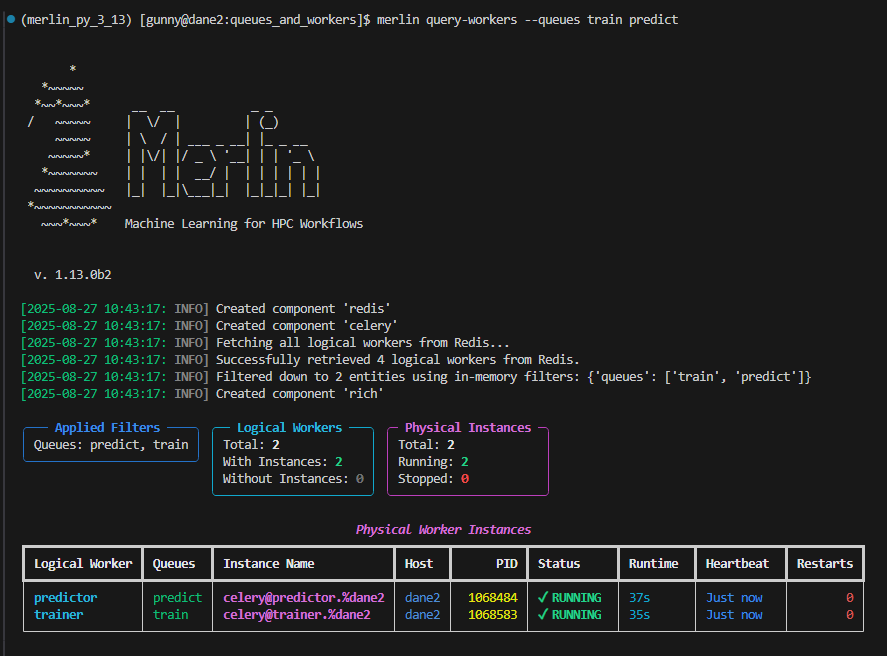 (merlin_py_3_13) [gunny@dane2:queues_and_workers]$ merlin query-workers --queues train predict
Merlin
Machine Learning for HPC Workflows
v. 1.13.0b2
[2025-08-27 10:43:17: INFO] Created component 'redis'
[2025-08-27 10:43:17: INFO] Created component 'celery'
[2025-08-27 10:43:17: INFO] Fetching all logical workers from Redis...
[2025-08-27 10:43:17: INFO] Successfully retrieved 4 logical workers from Redis.
[2025-08-27 10:43:17: INFO] Filtered down to 2 entities using in-memory filters: {'queues': ['train', 'predict']}
[2025-08-27 10:43:17: INFO] Created component 'rich'
Applied Filters
Queues: predict, train
Logical Workers
Total: 2
With Instances: 2
Without Instances: 0
Physical Instances
Total: 2
Running: 2
Stopped: 0
Physical Worker Instances
Logical Worker Queues Instance Name Host PID Status Runtime Heartbeat Restarts
predictor predict celery@predictor.%dane2 dane2 1068484 ✓ RUNNING 37s Just now 0
trainer train celery@trainer.%dane2 dane2 1068583 ✓ RUNNING 35s Just now 0